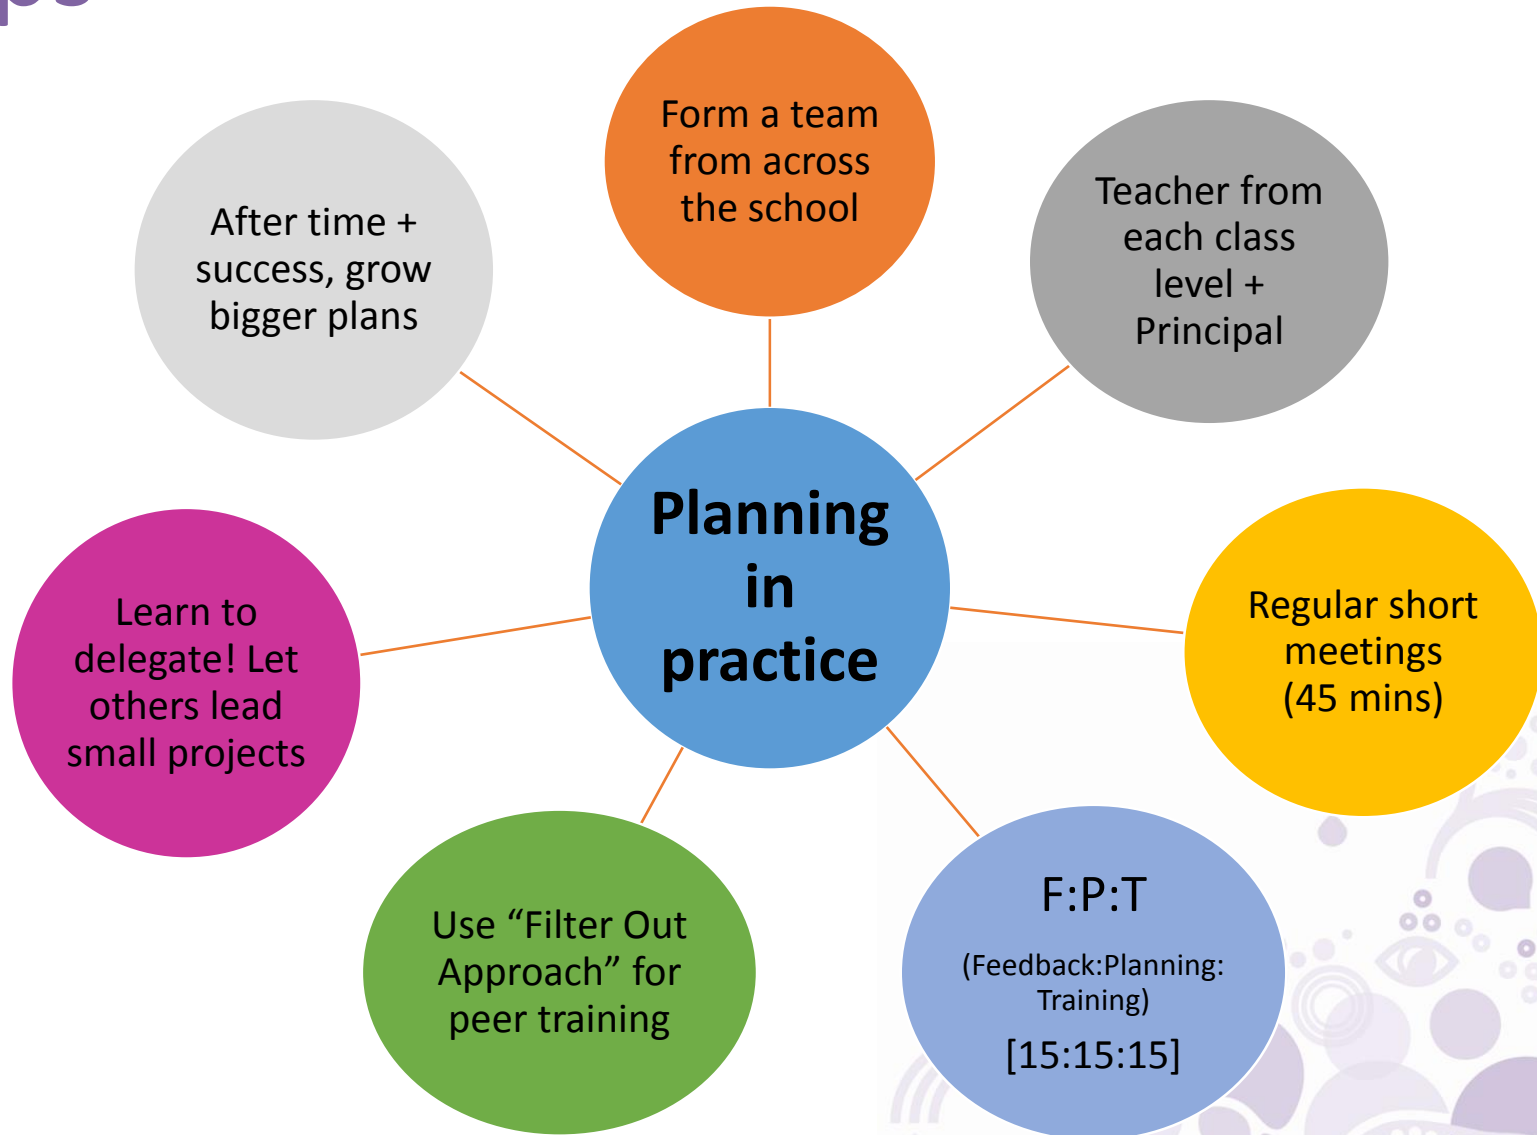 Form a team
from across
the school
Teacher from
each class
level +
Principal
Regular short
meetings
(45 mins)
F:P:T
(Feedback:Planning:
Training)
[15:15:15]
Use “Filter Out
Approach” for
peer training
Learn to
delegate! Let
others lead
small projects
After time +
success, grow
bigger plans
Planning
in
practice